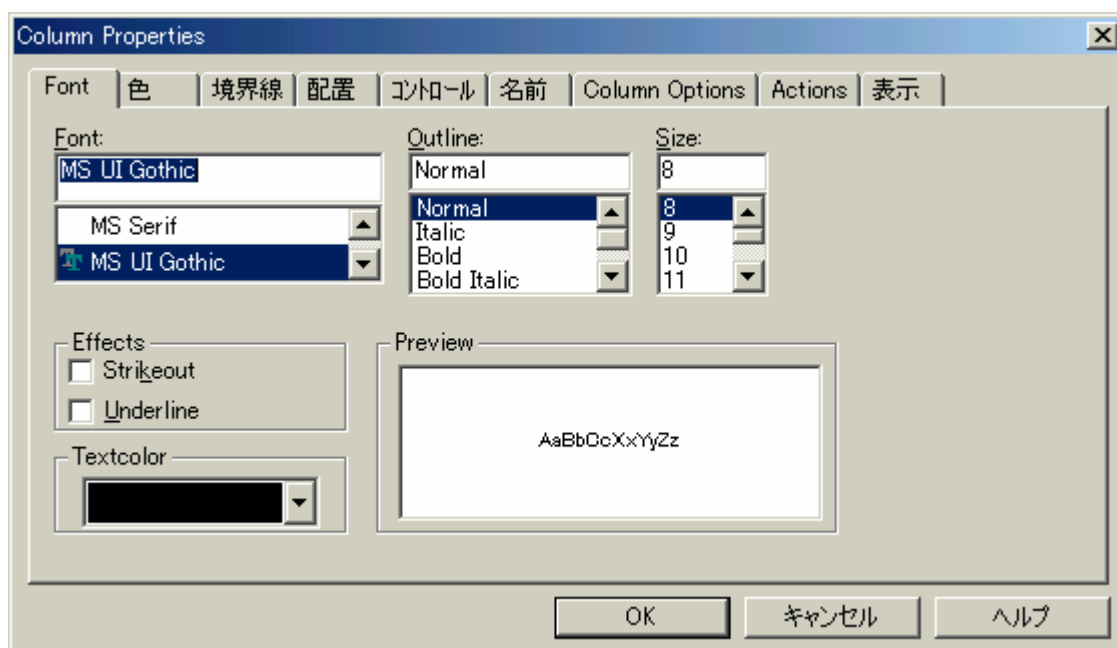 Column Properties
Font 色 境界線 配置 コントロール 名前 Column Options Actions 表示
Font: Outline: Size:
MS UI Gothic Normal 8
MS Serif
MS UI Gothic
Normal
Italic
Bold
Bold Italic
8
9
10
11
Effects
Strikeout
Underline
Textcolor
Preview
AaBbCcXxYyZz
OK キャンセル ヘルプ